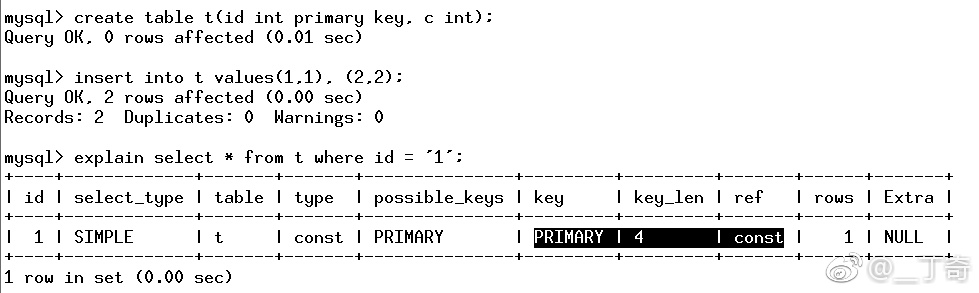 mysql> create table t(id int primary key, c int);
Query OK, 0 rows affected (0.01 sec)
mysql> insert into t values(1,1), (2,2);
Query OK, 2 rows affected (0.00 sec)
Records: 2  Duplicates: 0  Warnings: 0
mysql> explain select * from t where id = '1';
+----+-------------+-------+-------+---------------+---------+---------+-------+------+-------+
| id | select_type | table | type  | possible_keys | key     | key_len | ref   | rows | Extra |
+----+-------------+-------+-------+---------------+---------+---------+-------+------+-------+
|  1 | SIMPLE      | t     | const | PRIMARY       | PRIMARY | 4       | const |    1 | NULL  |
+----+-------------+-------+-------+---------------+---------+---------+-------+------+-------+
1 row in set (0.00 sec)
@__丁奇